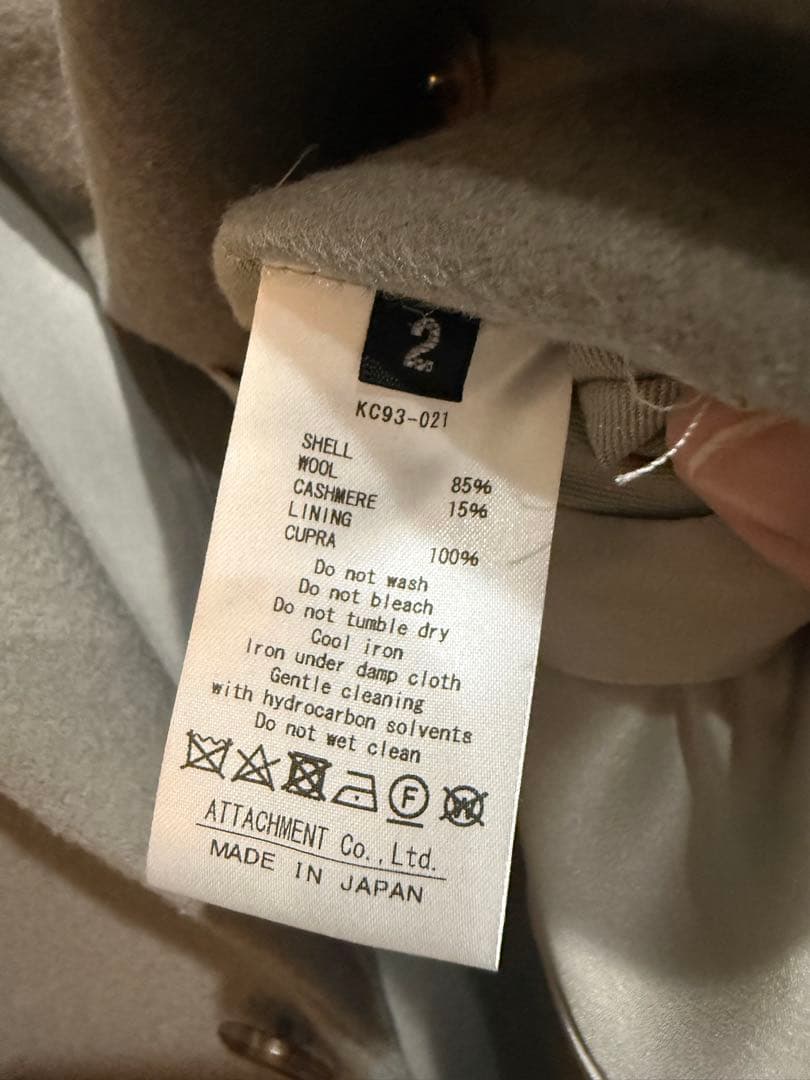 2
KC93-021
SHELL
WOOL 85%
CASHMERE 15%
LINING
CUPRA 100%
Do not wash
Do not bleach
Do not tumble dry
Cool iron
Iron under damp cloth
Gentle cleaning
with hydrocarbon solvents
Do not wet clean
F W
ATTACHMENT Co., Ltd.
MADE IN JAPAN